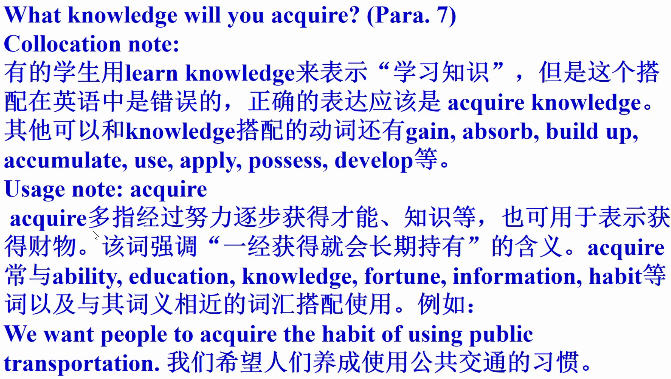 What knowledge will you acquire? (Para. 7)
Collocation note:
有的学生用learn knowledge来表示“学习知识”，但是这个搭
配在英语中是错误的，正确的表达应该是 acquire knowledge。
其他可以和knowledge搭配的动词还有gain, absorb, build up,
accumulate, use, apply, possess, develop等。
Usage note: acquire
acquire多指经过努力逐步获得才能、知识等，也可用于表示获
得财物。该词强调“一经获得就会长期持有”的含义。acquire
常与ability, education, knowledge, fortune, information, habit等
词以及与其词义相近的词汇搭配使用。例如：
We want people to acquire the habit of using public
transportation. 我们希望人们养成使用公共交通的习惯。